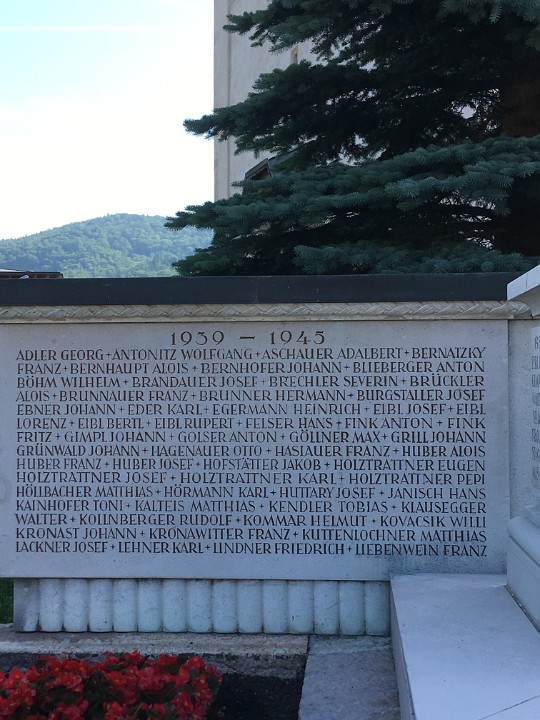 1939 – 1945
ADLER GEORG + ANTONITZ WOLFGANG + ASCHAUER ADALBERT + BERNATZKY
FRANZ + BERNHAUPT ALOIS + BERNHOFER JOHANN + BLIEBERGER ANTON
BÖHM WILHELM + BRANDAUER JOSEF + BRECHLER SEVERIN + BRÜCKLER
ALOIS + BRUNNAUER FRANZ + BRUNNER HERMANN + BURGSTALLER JOSEF
EBNER JOHANN + EDER KARL + EGERMANN HEINRICH + EIBL JOSEF + EIBL
LORENZ + EIBL BERTL + EIBL RUPERT + FELSER HANS + FINK ANTON + FINK
FRITZ + GIMPL JOHANN + GOLSER ANTON + GÖLLNER MAX + GRILL JOHANN
GRÜNWALD JOHANN + HAGENAUER OTTO + HASLAUER FRANZ + HUBER ALOIS
HUBER FRANZ + HUBER JOSEF + HOFSTÄTTER JAKOB + HOLZTRATTNER EUGEN
HOLZTRATTNER JOSEF + HOLZTRATTNER KARL + HOLZTRATTNER PEPI
HÖLLBACHER MATTHIAS + HÖRMANN KARL + HUTTARY JOSEF + JANISCH HANS
KAINHOFER TONI + KALTEIS MATTHIAS + KENDLER TOBIAS + KLAUSEGGER
WALTER + KOLLNBERGER RUDOLF + KOMMAR HELMUT + KOVACSIK WILLI
KRONAST JOHANN + KRONAWITTER FRANZ + KUTTENLOCHNER MATTHIAS
LACKNER JOSEF + LEHNER KARL + LINDNER FRIEDRICH + LIEBENWEIN FRANZ